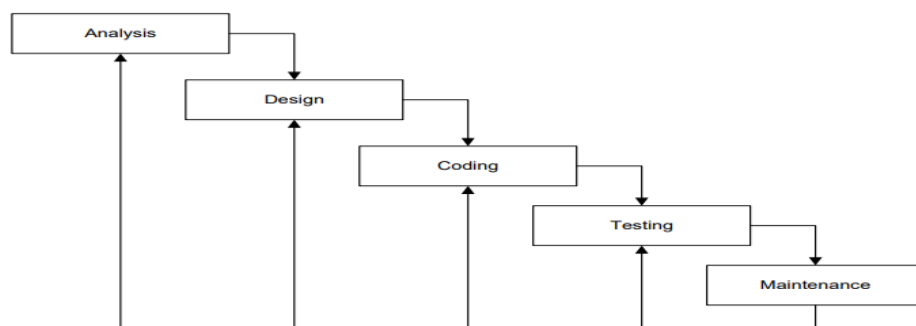 Analysis
Design
Coding
Testing
Maintenance